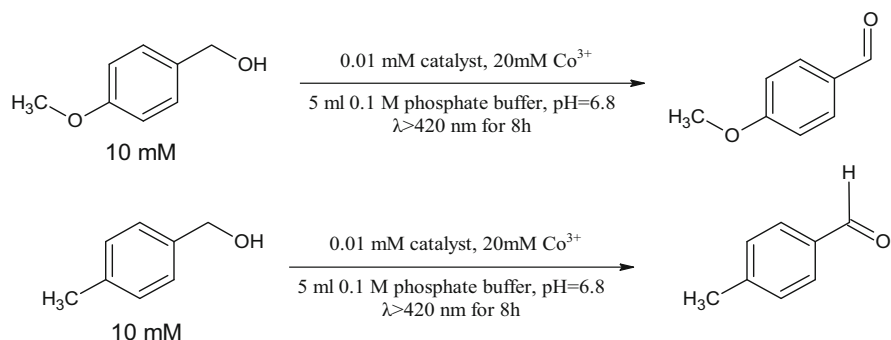 OH
0.01 mM catalyst, 20mM Co³⁺
5 ml 0.1 M phosphate buffer, pH=6.8
λ>420 nm for 8h
H₃C
O
10 mM
O
H₃C
O
OH
0.01 mM catalyst, 20mM Co³⁺
5 ml 0.1 M phosphate buffer, pH=6.8
λ>420 nm for 8h
H₃C
10 mM
H
O
H₃C